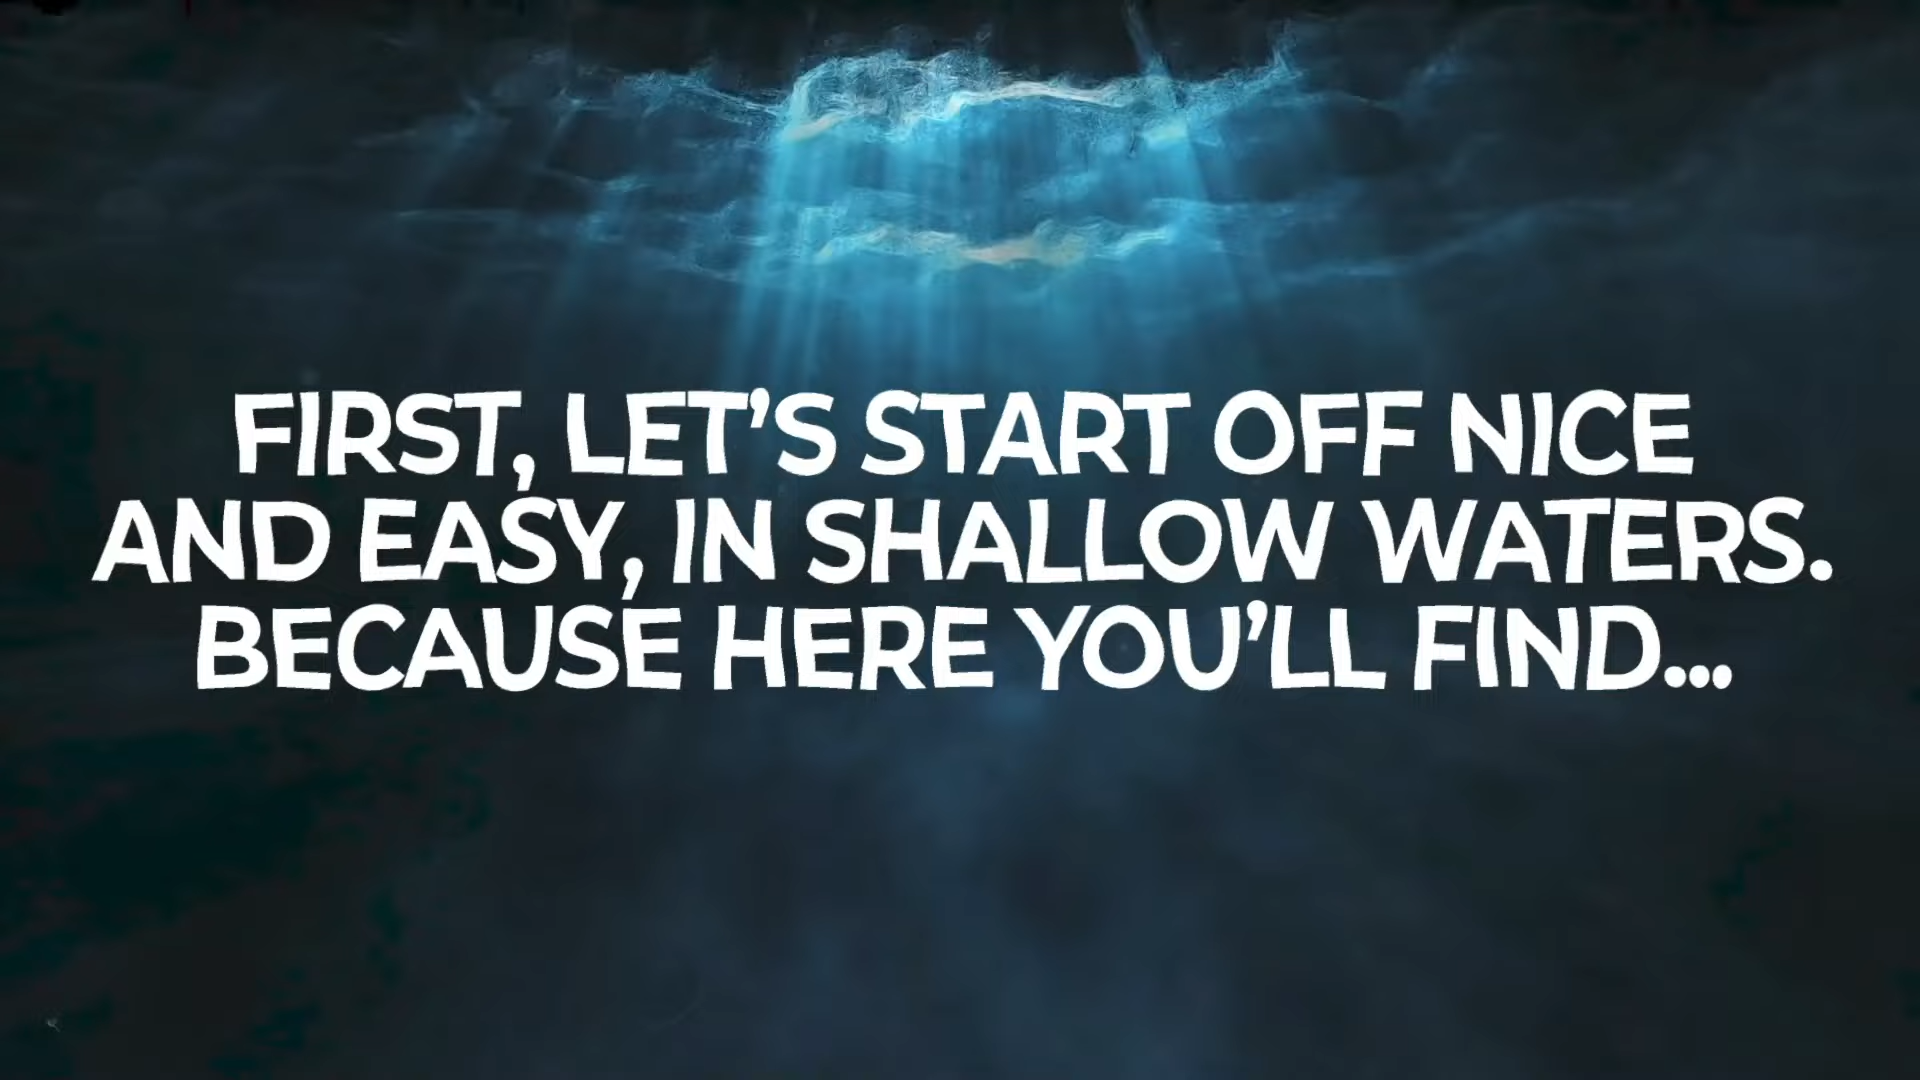 FIRST, LET’S START OFF NICE
AND EASY, IN SHALLOW WATERS.
BECAUSE HERE YOU’LL FIND...